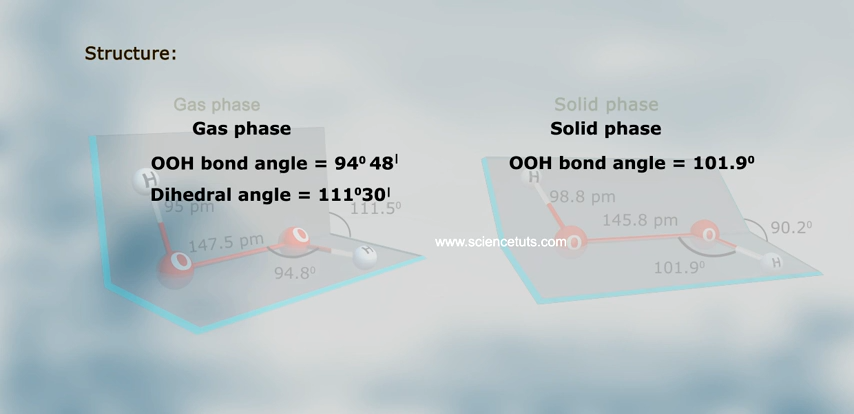 Structure:
Gas phase
Solid phase
Gas phase
Solid phase
OOH bond angle = 94⁰ 48ˡ
OOH bond angle = 101.9⁰
Dihedral angle = 111⁰30ˡ
H
95 pm
111.5⁰
147.5 pm
O
O
H
94.8⁰
H
98.8 pm
145.8 pm
90.2⁰
O
O
H
101.9⁰
www.sciencetuts.com